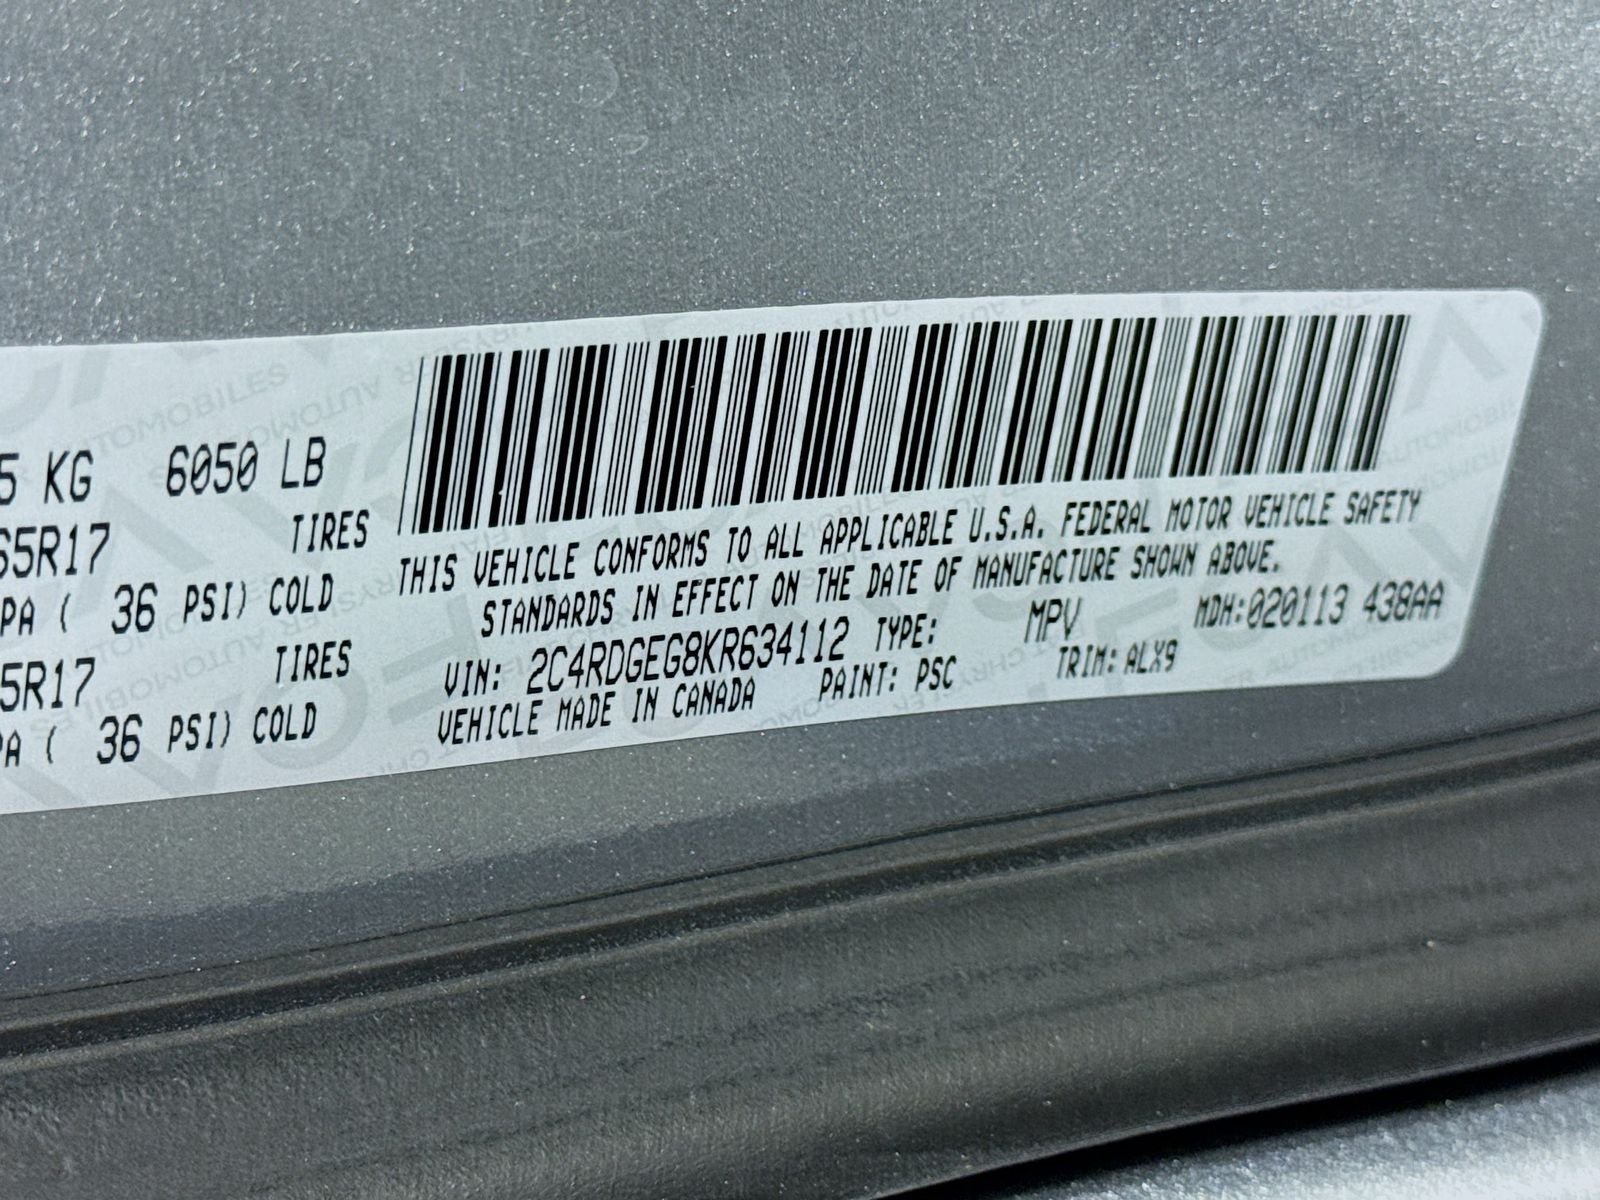 5 KG 6050 LB
65R17 TIRES
PA ( 36 PSI) COLD
5R17 TIRES
PA ( 36 PSI) COLD
THIS VEHICLE CONFORMS TO ALL APPLICABLE U.S.A. FEDERAL MOTOR VEHICLE SAFETY
STANDARDS IN EFFECT ON THE DATE OF MANUFACTURE SHOWN ABOVE.
VIN: 2C4RDGEG8KR634112 TYPE: MPV MDH:020113 438AA
VEHICLE MADE IN CANADA PAINT: PSC TRIM: ALX9